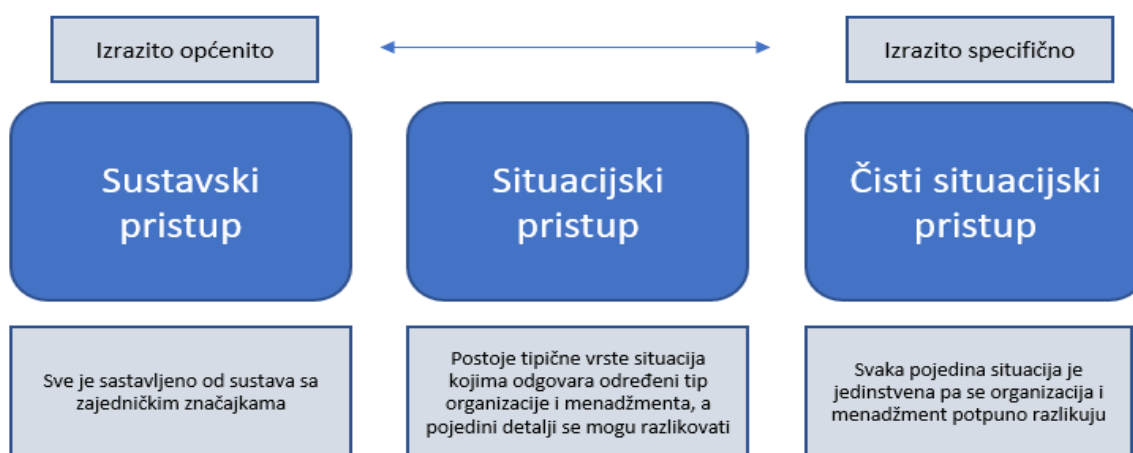 Izrazito općenito
Izrazito specifično
Sustavski
pristup
Situacijski
pristup
Čisti situacijski
pristup
Sve je sastavljeno od sustava sa
zajedničkim značajkama
Postoje tipične vrste situacija
kojima odgovara određeni tip
organizacije i menadžmenta, a
pojedini detalji se mogu razlikovati
Svaka pojedina situacija je
jedinstvena pa se organizacija i
menadžment potpuno razlikuju